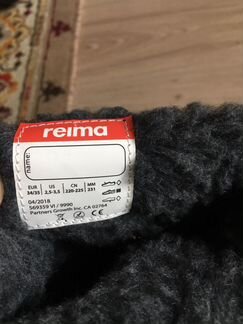 reima
name:
EUR US CN MM
34/35 2,5-3,5 220-225 231
04/2018
569359 VI / 9990
Partners Growth Inc. CA 02764